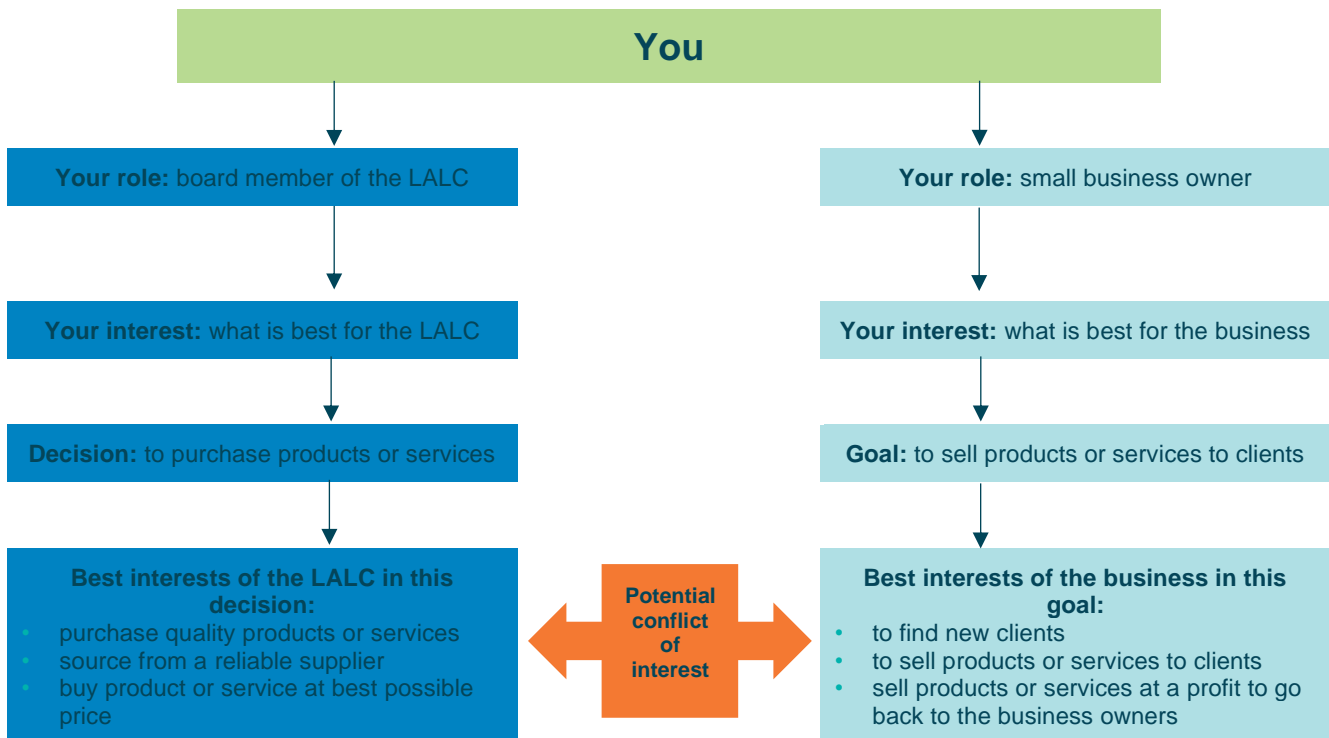 You
Your role: board member of the LALC
Your role: small business owner
Your interest: what is best for the LALC
Your interest: what is best for the business
Decision: to purchase products or services
Goal: to sell products or services to clients
Best interests of the LALC in this
decision:
• purchase quality products or services
• source from a reliable supplier
• buy product or service at best possible
price
Potential
conflict
of
interest
Best interests of the business in this
goal:
• to find new clients
• to sell products or services to clients
• sell products or services at a profit to go
back to the business owners